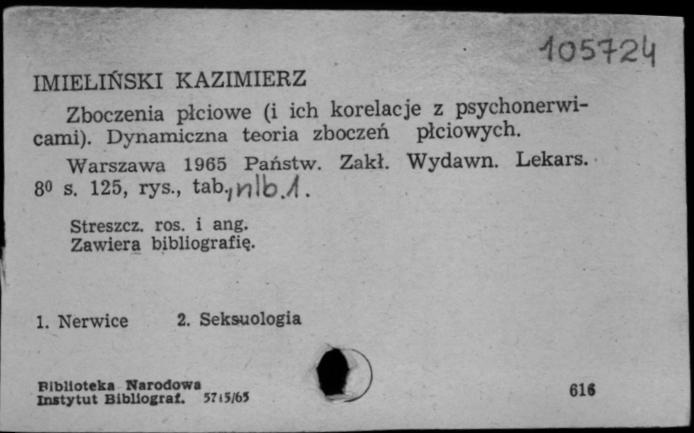 105724
IMIELIŃSKI KAZIMIERZ
Zboczenia płciowe (i ich korelacje z psychonerwi-
cami). Dynamiczna teoria zboczeń płciowych.
Warszawa 1965 Państw. Zakł. Wydawn. Lekars.
8⁰ s. 125, rys., tab., nlb. 1.
Streszcz. ros. i ang.
Zawiera bibliografię.
1. Nerwice 2. Seksuologia
Biblioteka Narodowa
Instytut Bibliograf. 5715/65 616